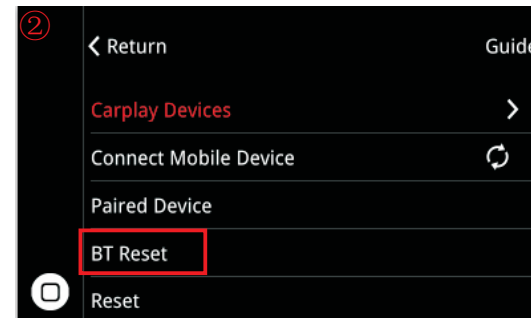 ②
Return
Guide
Carplay Devices
Connect Mobile Device
Paired Device
BT Reset
Reset